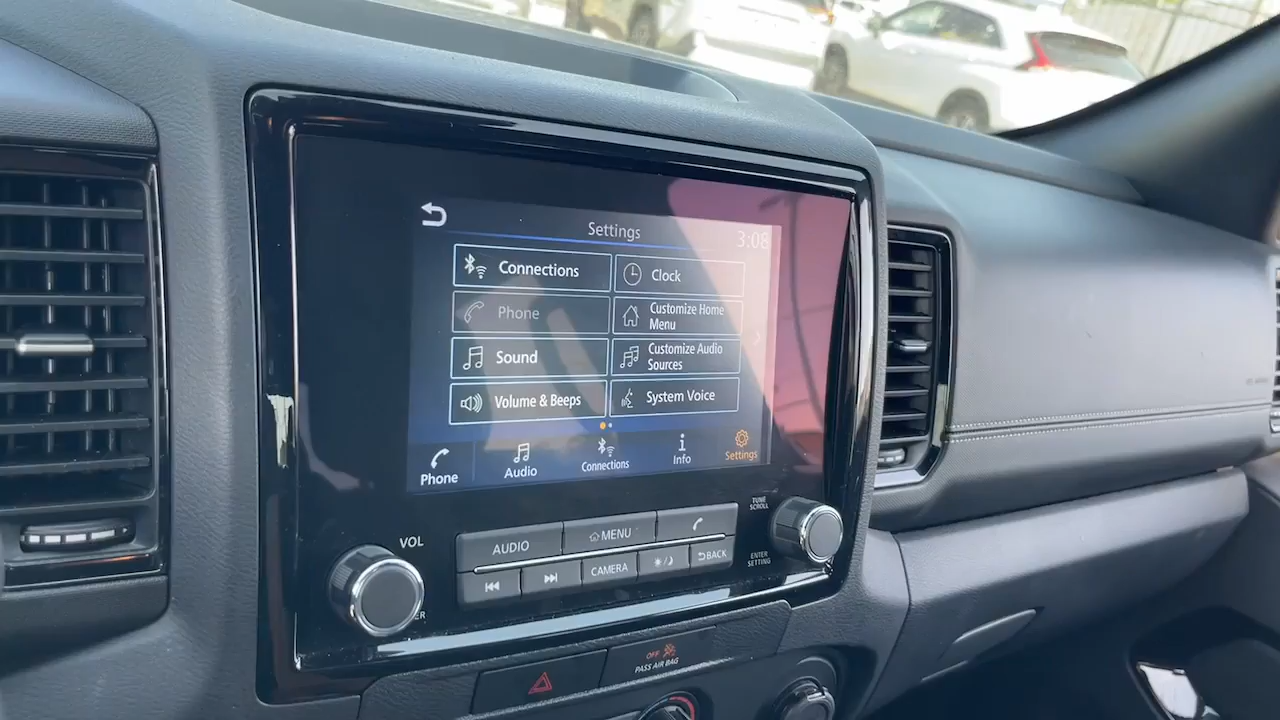 Settings
3:08
Connections
Clock
Phone
Customize Home
Menu
Sound
Customize Audio
Sources
Volume & Beeps
System Voice
Phone
Audio
Connections
Info
Settings
VOL
AUDIO
MENU
TUNE
SCROLL
CAMERA
BACK
ENTER
SETTING
OFF
PASS AIR BAG